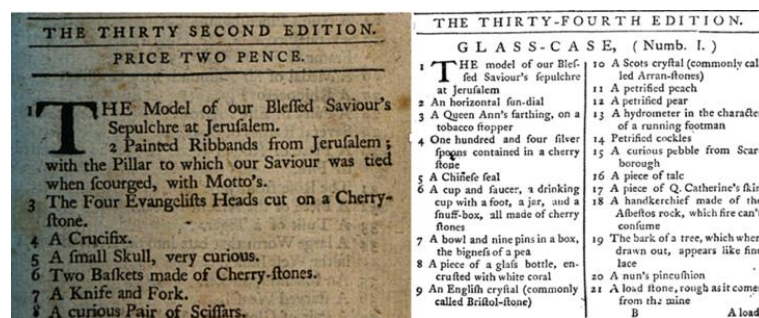 THE THIRTY SECOND EDITION.
PRICE TWO PENCE.
1 THE Model of our Bleſſed Saviour's
Sepulchre at Jeruſalem.
2 Painted Ribbands from Jeruſalem ;
with the Pillar to which our Saviour was tied
when ſcourged, with Motto's.
3 The Four Evangeliſts Heads cut on a Cherry-
ſtone.
4 A Crucifix.
5 A ſmall Skull, very curious.
6 Two Baſkets made of Cherry-ſtones.
7 A Knife and Fork.
8 A curious Pair of Sciſſars.
THE THIRTY-FOURTH EDITION.
GLASS-CASE, (Numb. I.)
1 THE model of our Bleſ-
ſed Saviour's ſepulchre
at Jeruſalem
2 An horizontal ſun-dial
3 A Queen Ann's farthing, on a
tobacco ſtopper
4 One hundred and four ſilver
ſpoons contained in a cherry
ſtone
5 A Chineſe ſeal
6 A cup and ſaucer, a drinking
cup with a foot, a jar, and a
ſnuff-box, all made of cherry
ſtones
7 A bowl and nine pins in a box,
the bigneſs of a pea
8 A piece of a glaſs bottle, en-
cruſted with white coral
9 An Engliſh cryſtal (commonly
called Briſtol-ſtone)
10 A Scots cryſtal (commonly cal
led Arran-ſtones)
11 A petrified peach
12 A petrified pear
13 A hydrometer in the characte
of a running footman
14 Petrified cockles
15 A curious pebble from Scar
borough
16 A piece of talc
17 A piece of Q. Catherine's ſkin
18 A handkerchief made of the
Aſbeſtos rock, which fire can't
conſume
19 The bark of a tree, which when
drawn out, appears like fine
lace
20 A nun's pincuſhion
21 A load ſtone, rough as it comes
from the mine
B A load